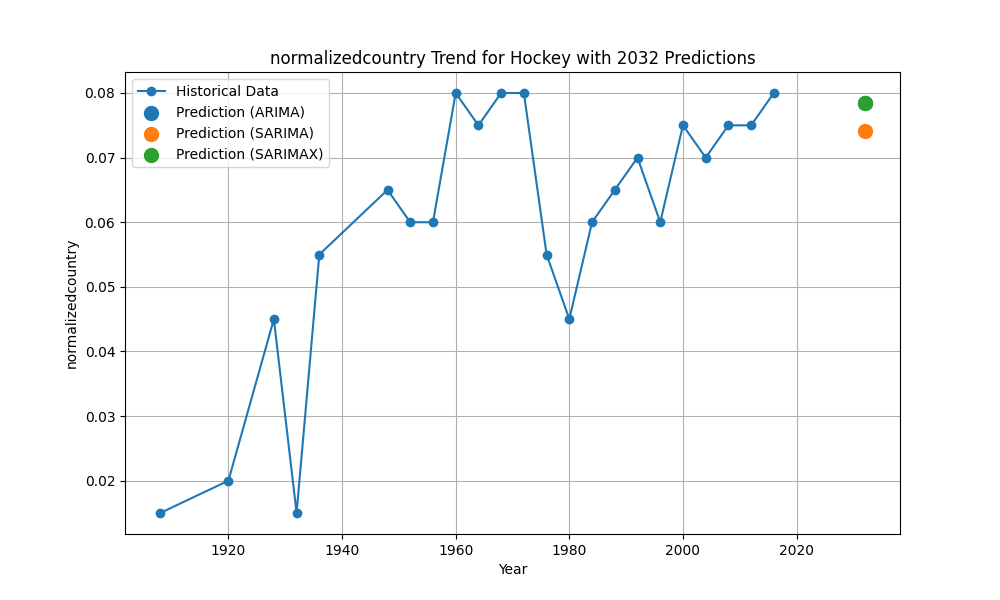 normalizedcountry Trend for Hockey with 2032 Predictions
Historical Data
Prediction (ARIMA)
Prediction (SARIMA)
Prediction (SARIMAX)
0.08
0.07
0.06
0.05
0.04
0.03
0.02
normalizedcountry
1920 1940 1960 1980 2000 2020
Year